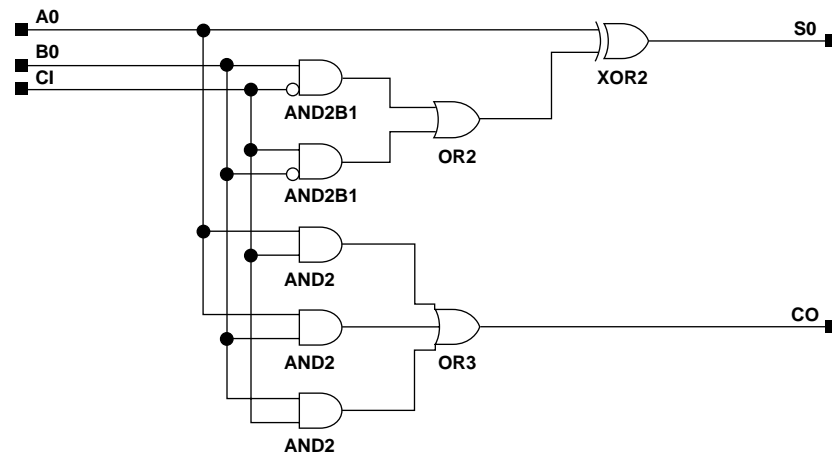 A0
S0
B0
CI
XOR2
AND2B1
OR2
AND2B1
AND2
CO
AND2
OR3
AND2